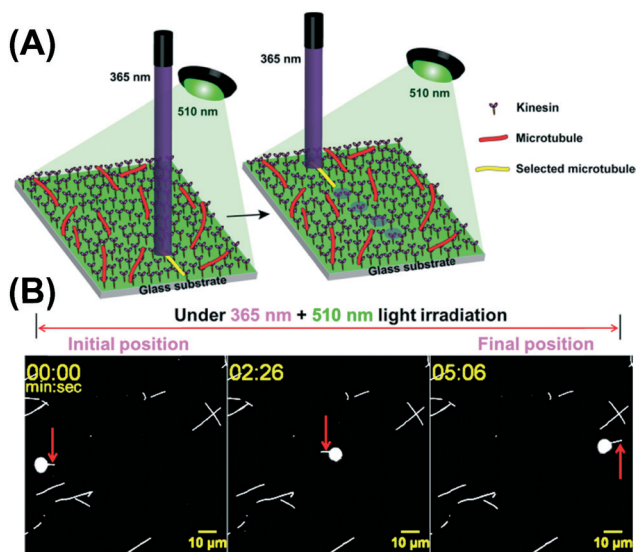 (A)
365 nm
510 nm
Glass substrate
365 nm
510 nm
Glass substrate
Kinesin
Microtubule
Selected microtubule
(B)
Under 365 nm + 510 nm light irradiation
Initial position
Final position
00:00
min:sec
10 µm
02:26
10 µm
05:06
10 µm